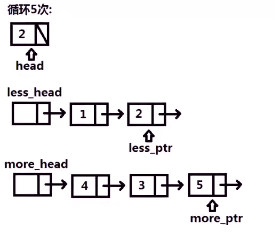 循环5次:
2
head
less_head
1 2
less_ptr
more_head
4 3 5
more_ptr